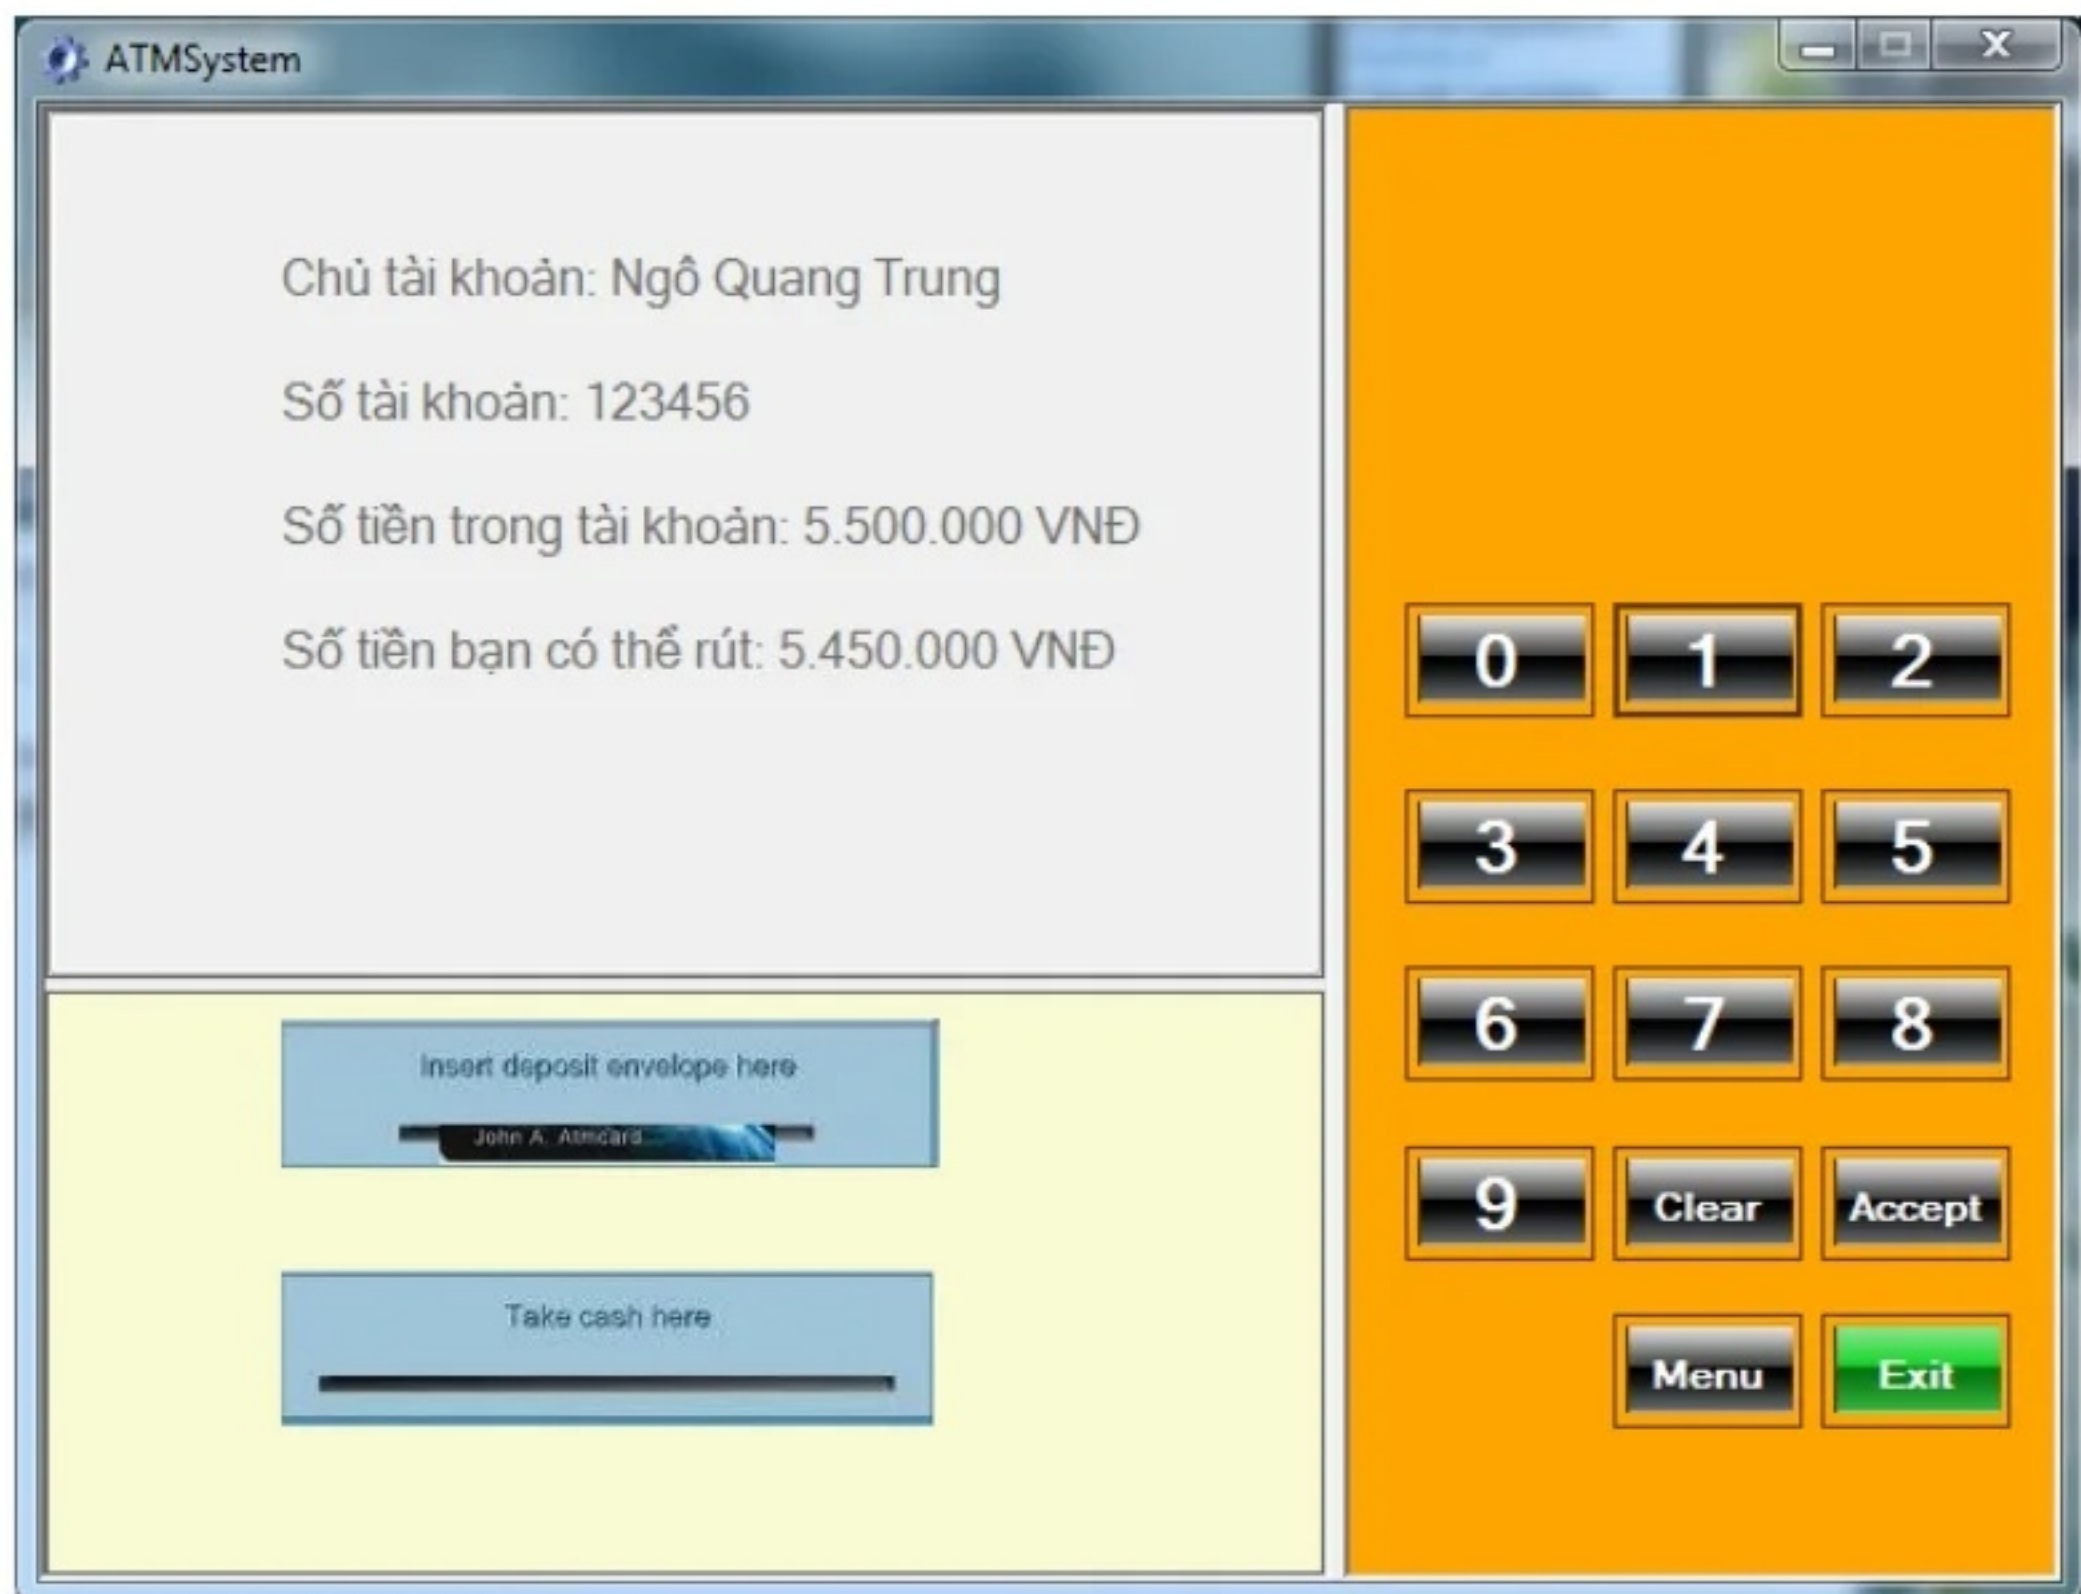 ATMSystem
Chủ tài khoản: Ngô Quang Trung
Số tài khoản: 123456
Số tiền trong tài khoản: 5.500.000 VNĐ
Số tiền bạn có thể rút: 5.450.000 VNĐ
0 1 2
3 4 5
6 7 8
9 Clear Accept
Menu Exit
Insert deposit envelope here
John A. Atmcard
Take cash here